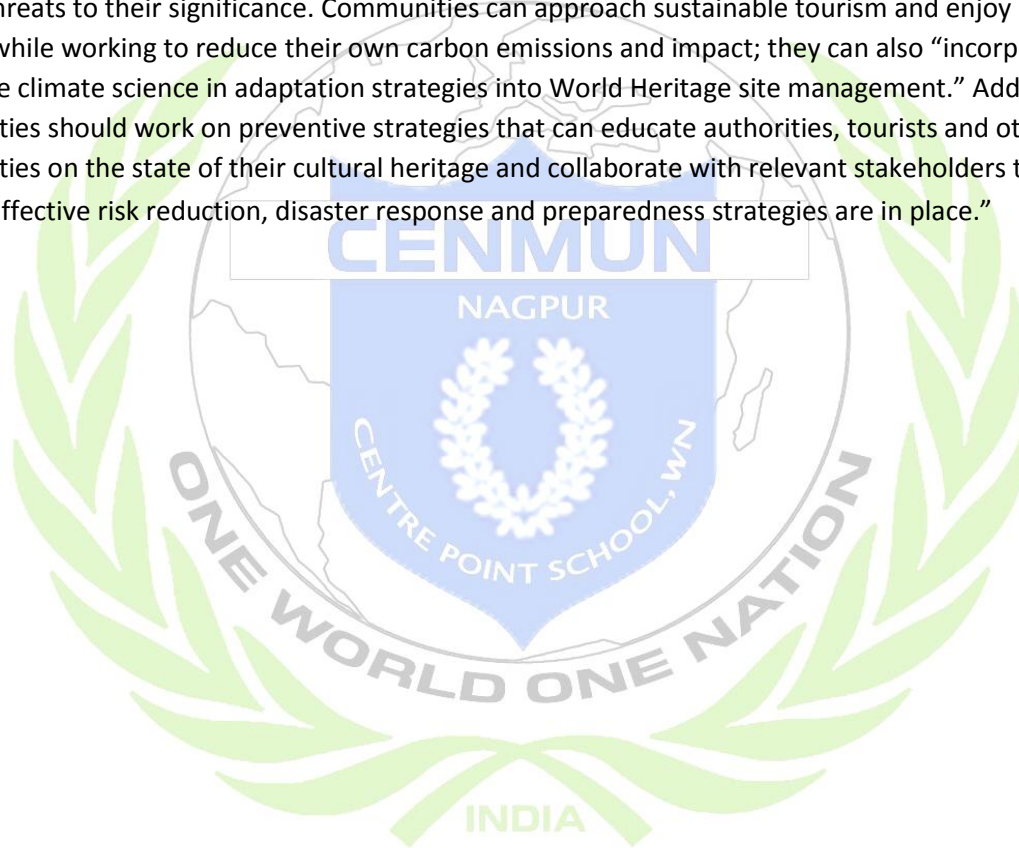 hreats to their significance. Communities can approach sustainable tourism and enjoy
while working to reduce their own carbon emissions and impact; they can also “incorp
e climate science in adaptation strategies into World Heritage site management.” Add
ties should work on preventive strategies that can educate authorities, tourists and ot
ties on the state of their cultural heritage and collaborate with relevant stakeholders t
ffective risk reduction, disaster response and preparedness strategies are in place.”
CENMUN
NAGPUR
CENTRE POINT SCHOOL, WN
ONE WORLD ONE NATION
INDIA